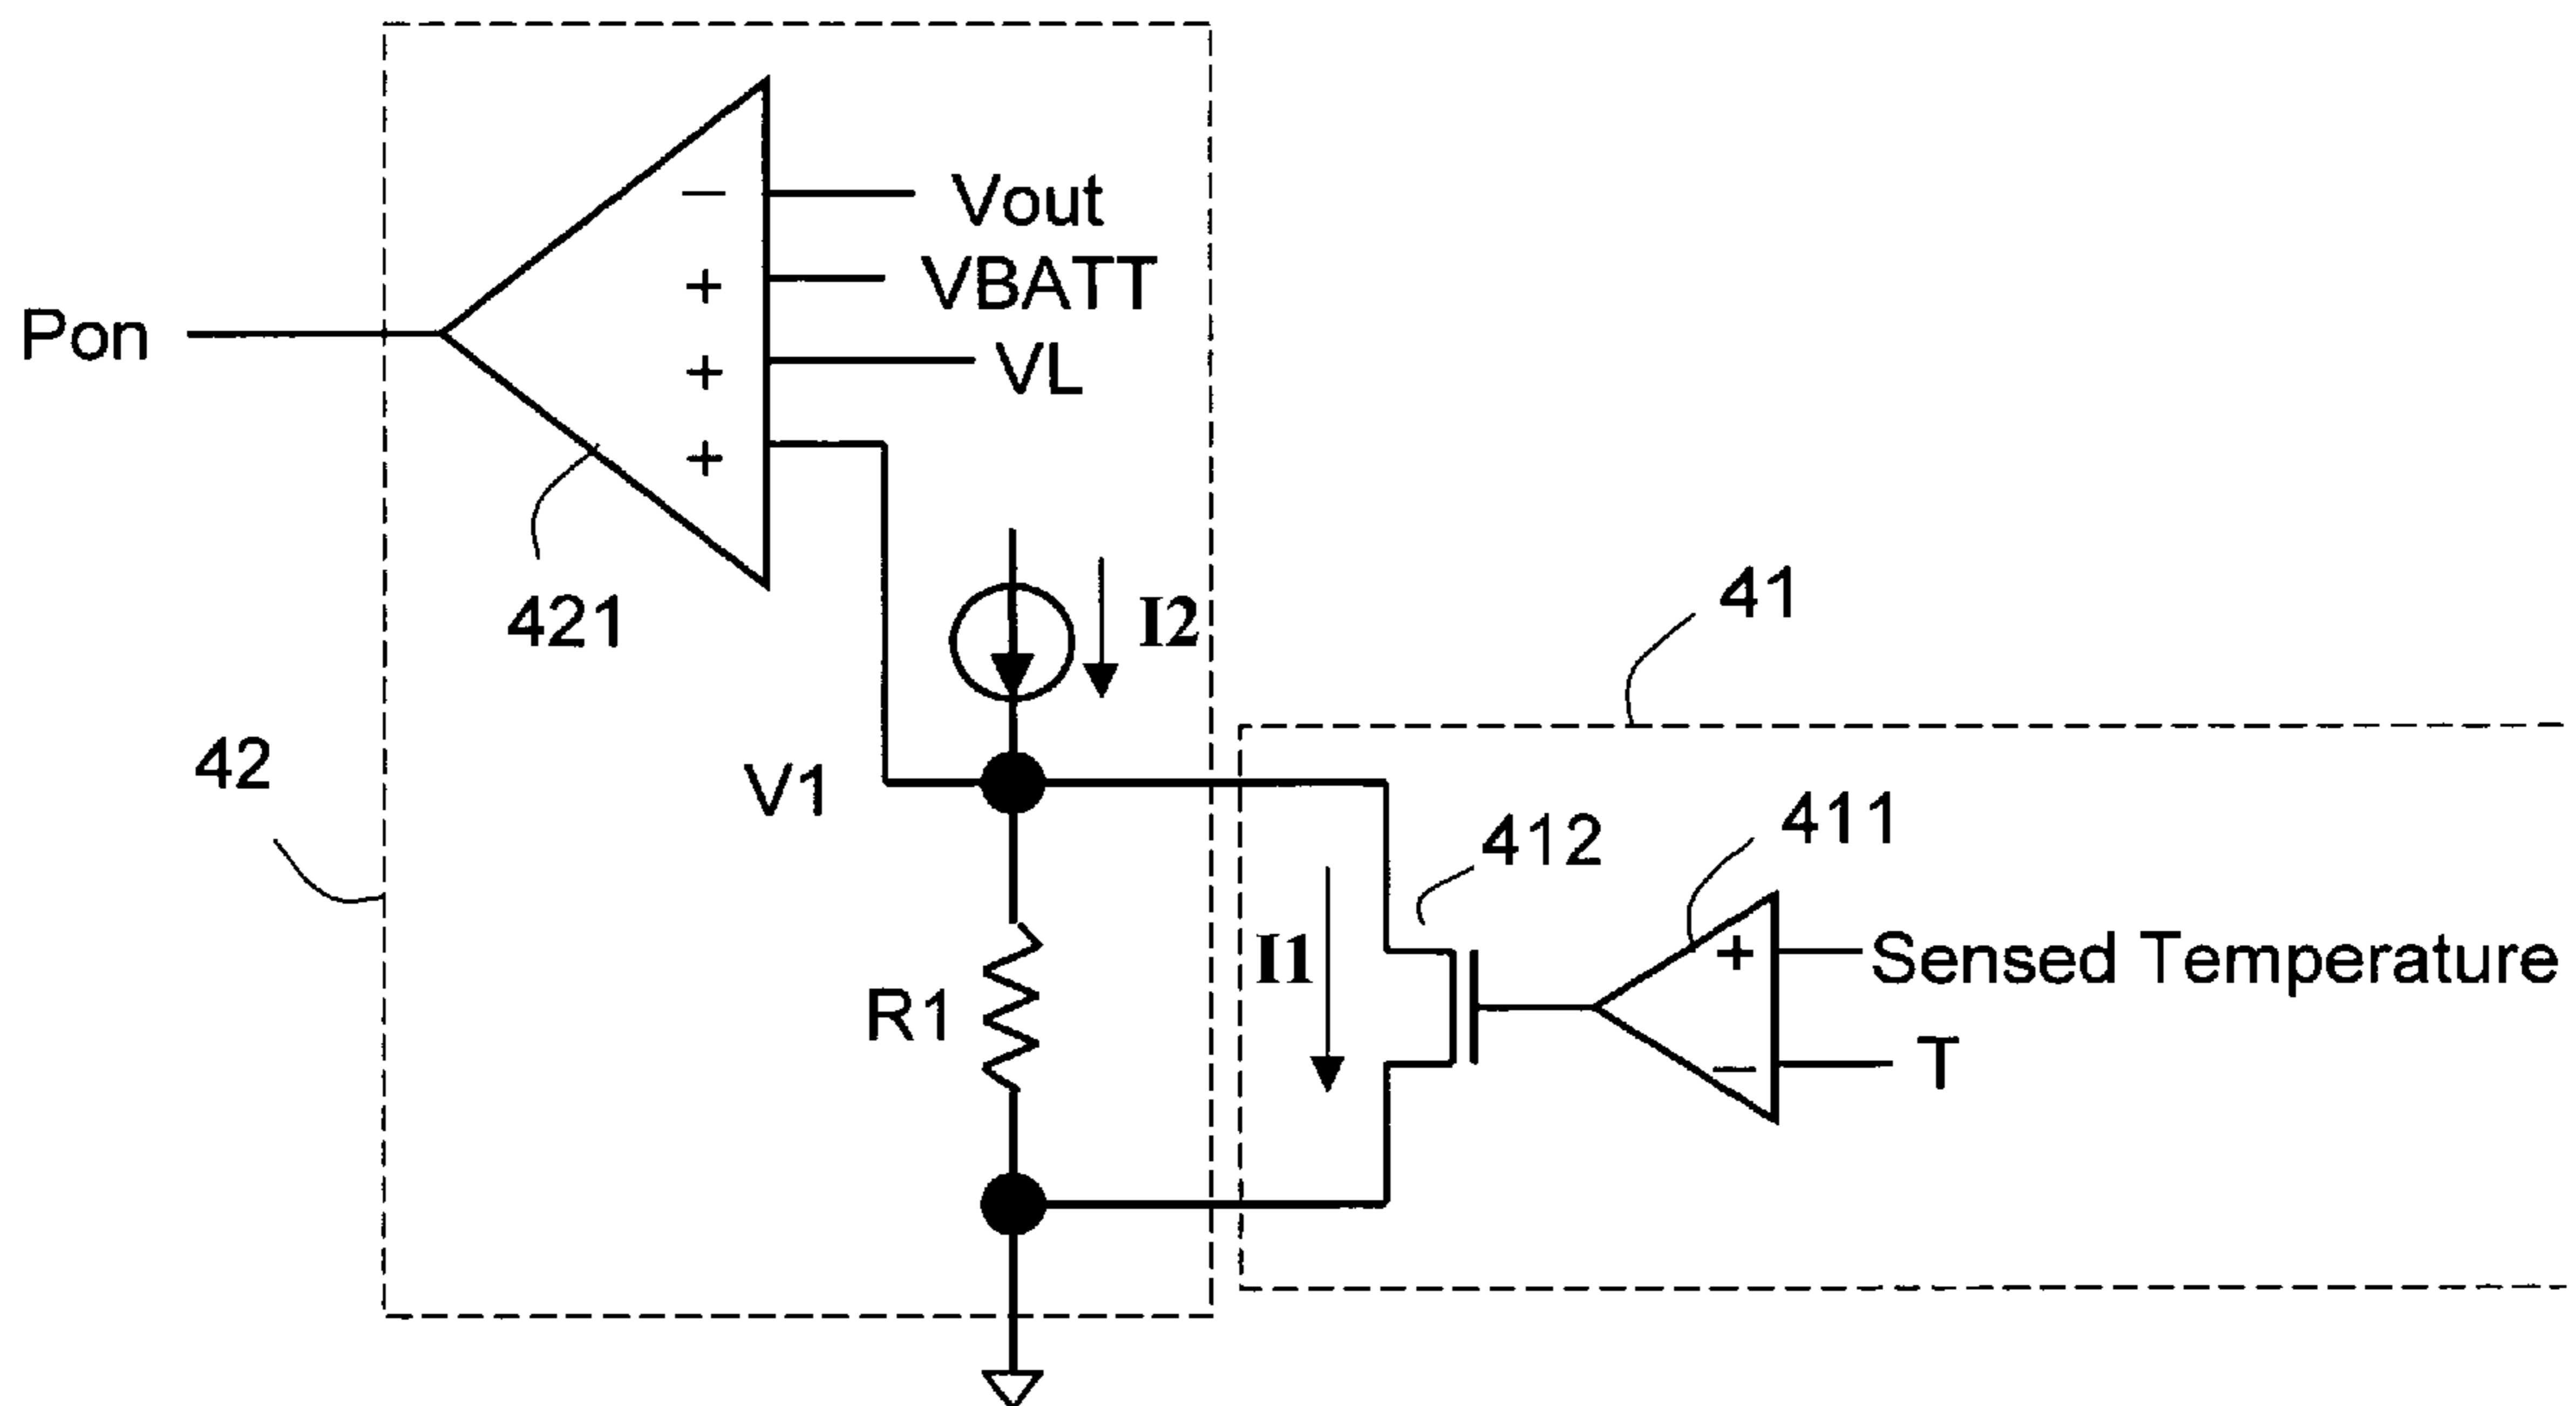 Vout
−
VBATT
+
Pon
VL
+
+
421
I2
41
42
V1
411
412
Sensed Temperature
+
I1
R1
T
−